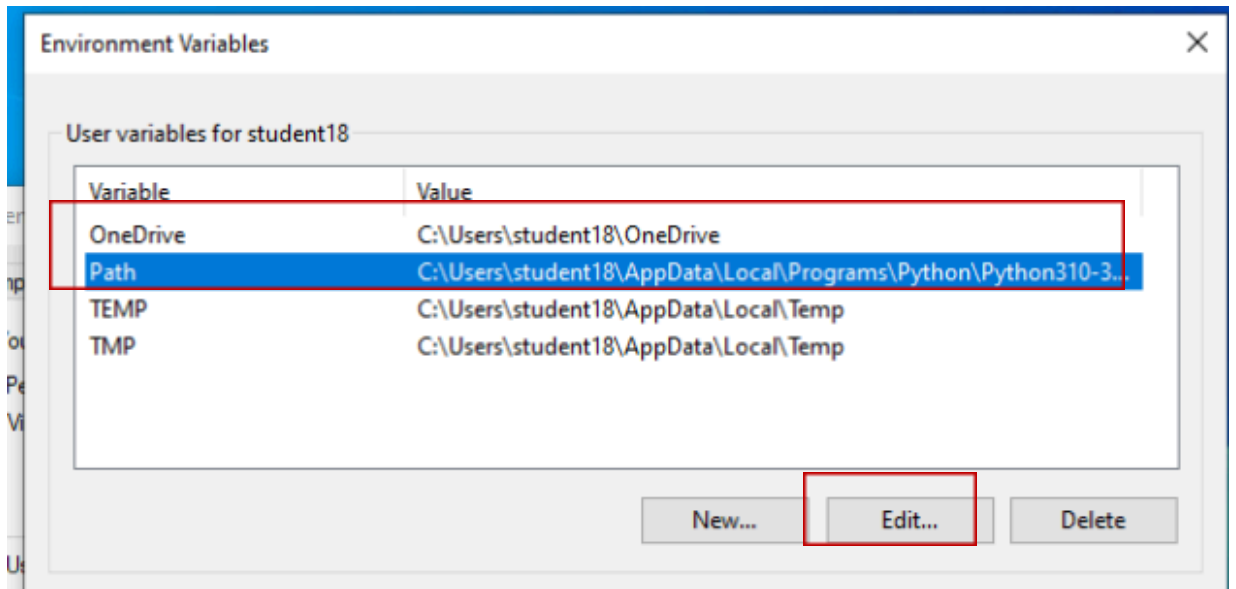 Environment Variables
User variables for student18
Variable Value
OneDrive C:\Users\student18\OneDrive
Path C:\Users\student18\AppData\Local\Programs\Python\Python310-3...
TEMP C:\Users\student18\AppData\Local\Temp
TMP C:\Users\student18\AppData\Local\Temp
New... Edit... Delete